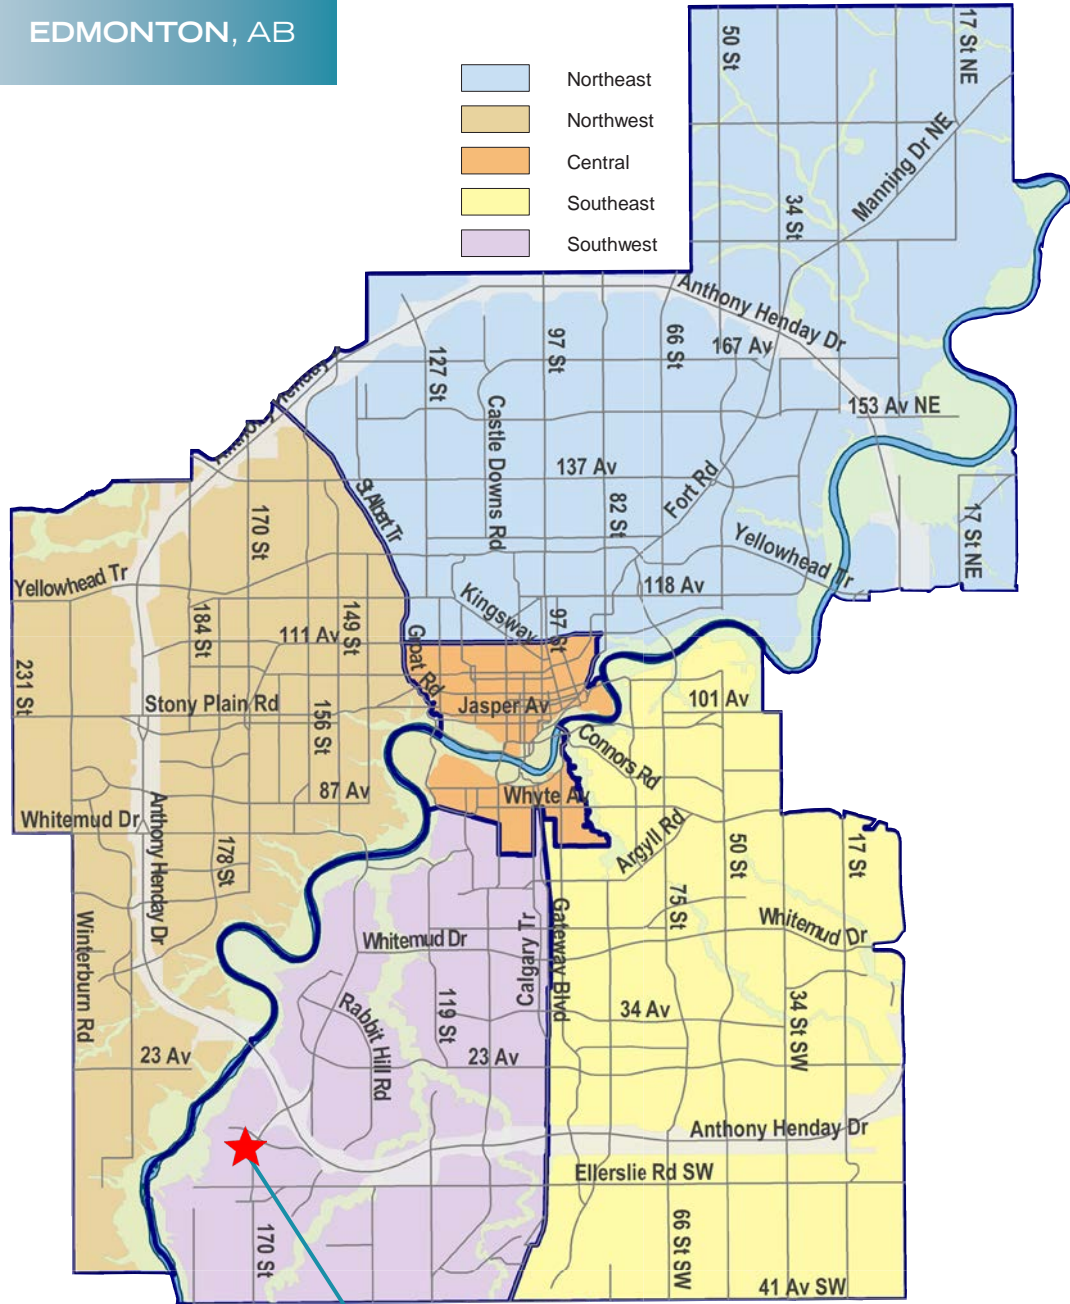 EDMONTON, AB
Northeast
Northwest
Central
Southeast
Southwest
50 St
17 St NE
Manning Dr NE
34 St
Anthony Henday Dr
97 St
66 St
167 Av
127 St
Anthony Henday
Castle Downs Rd
153 Av NE
137 Av
Fort Rd
St Albert Tr
82 St
170 St
17 St NE
Yellowhead Tr
Yellowhead Tr
118 Av
Kingsway
97 St
184 St
149 St
111 Av
Groat Rd
231 St
Stony Plain Rd
Jasper Av
101 Av
156 St
Connors Rd
87 Av
Whyte Av
Whitemud Dr
Anthony Henday Dr
Argyll Rd
178 St
50 St
17 St
75 St
Winterburn Rd
Whitemud Dr
Calgary Tr
Gateway Blvd
Whitemud Dr
119 St
Rabbit Hill Rd
34 Av
34 St SW
23 Av
23 Av
Anthony Henday Dr
Ellerslie Rd SW
170 St
66 St SW
41 Av SW